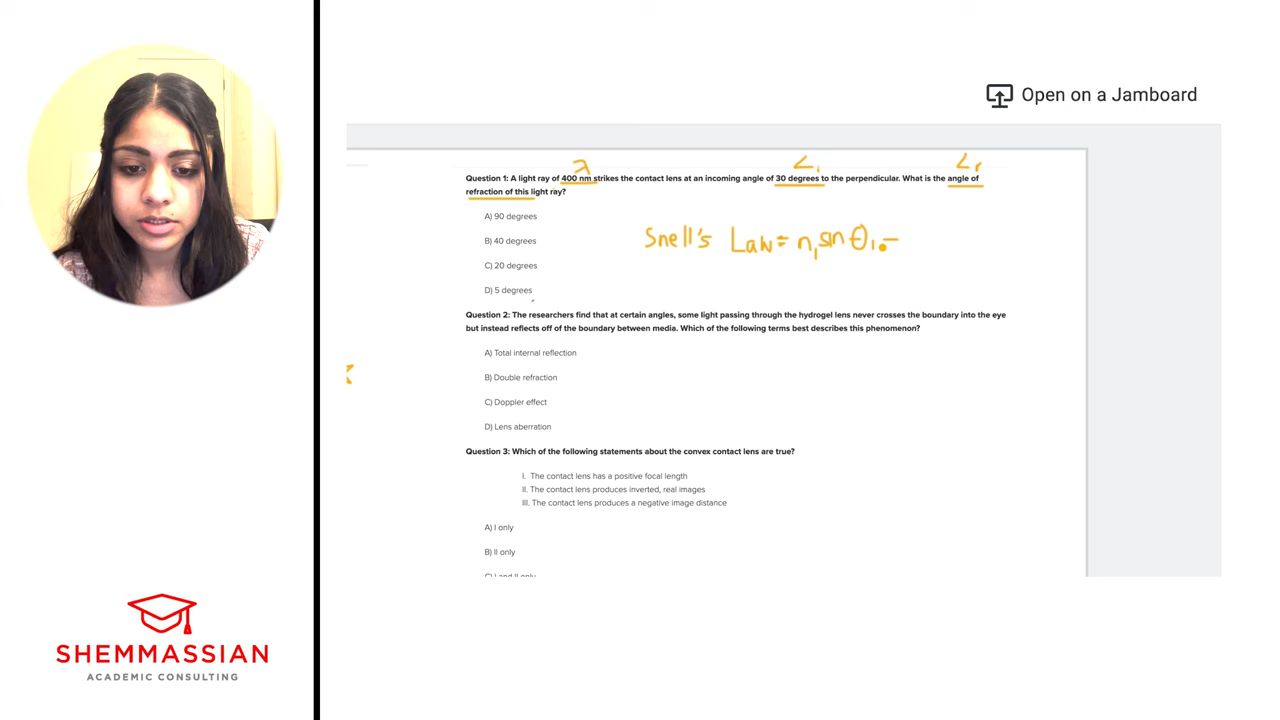 Open on a Jamboard
λ ∠i ∠r
Question 1: A light ray of 400 nm strikes the contact lens at an incoming angle of 30 degrees to the perpendicular. What is the angle of
refraction of this light ray?
A) 90 degrees
B) 40 degrees
C) 20 degrees
D) 5 degrees
Snell's Law= n₁sinθ₁=
Question 2: The researchers find that at certain angles, some light passing through the hydrogel lens never crosses the boundary into the eye
but instead reflects off of the boundary between media. Which of the following terms best describes this phenomenon?
A) Total internal reflection
B) Double refraction
C) Doppler effect
D) Lens aberration
Question 3: Which of the following statements about the convex contact lens are true?
I. The contact lens has a positive focal length
II. The contact lens produces inverted, real images
III. The contact lens produces a negative image distance
A) I only
B) II only
C) I and II only
SHEMMASSIAN
ACADEMIC CONSULTING